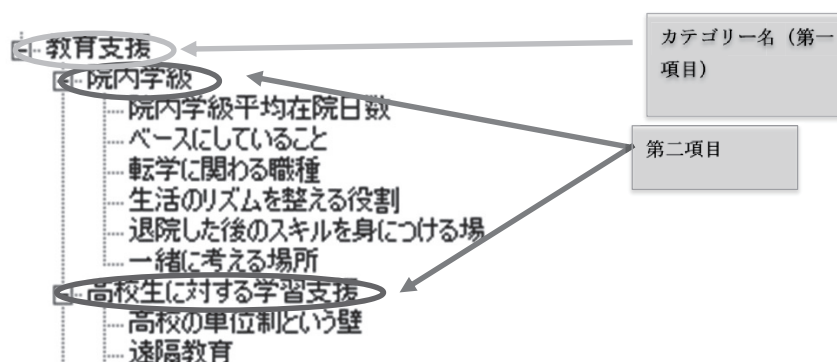 教育支援
院内学級
院内学級平均在院日数
ベースにしていること
転学に関わる職種
生活のリズムを整える役割
退院した後のスキルを身につける場
一緒に考える場所
高校生に対する学習支援
高校の単位制という壁
遠隔教育
カテゴリー名（第一
項目）
第二項目